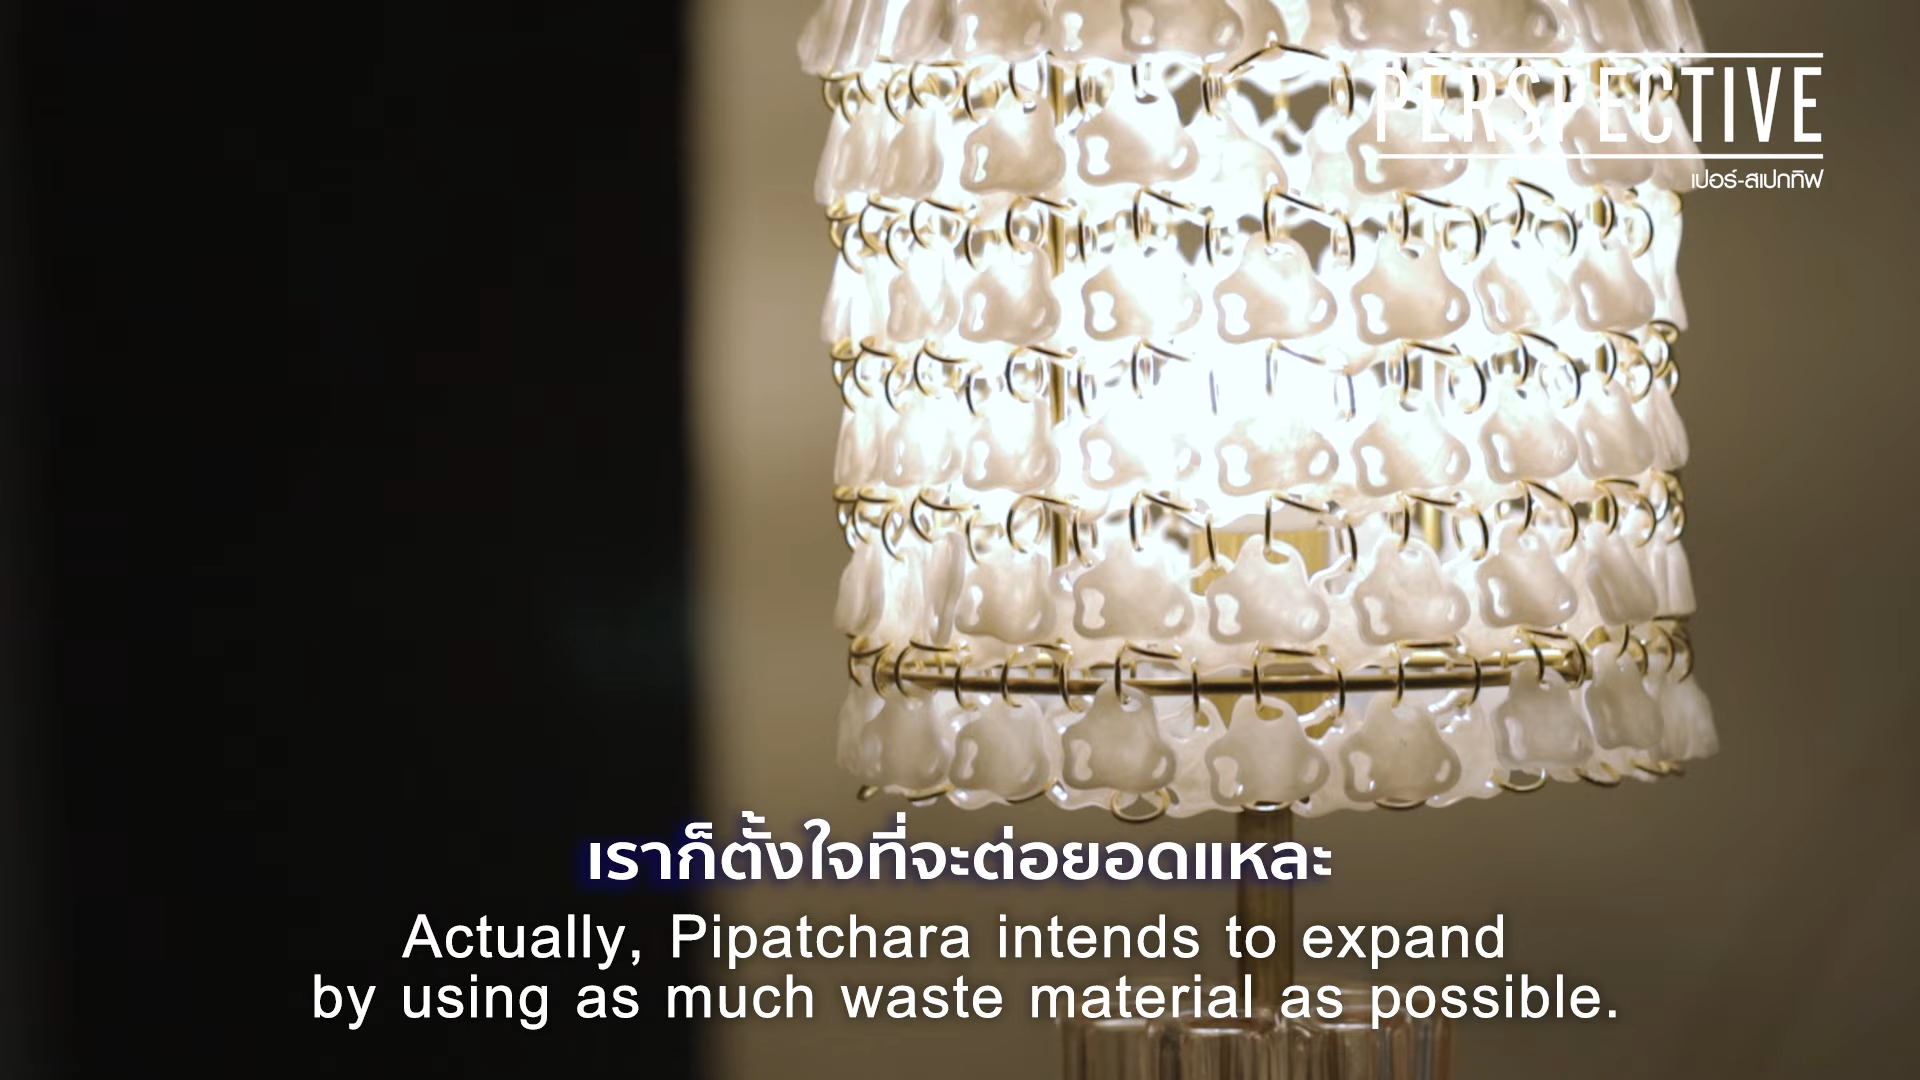 PERSPECTIVE
เปอร์-สเปกทิฟ
เราก็ตั้งใจที่จะต่อยอดแหละ
Actually, Pipatchara intends to expand
by using as much waste material as possible.